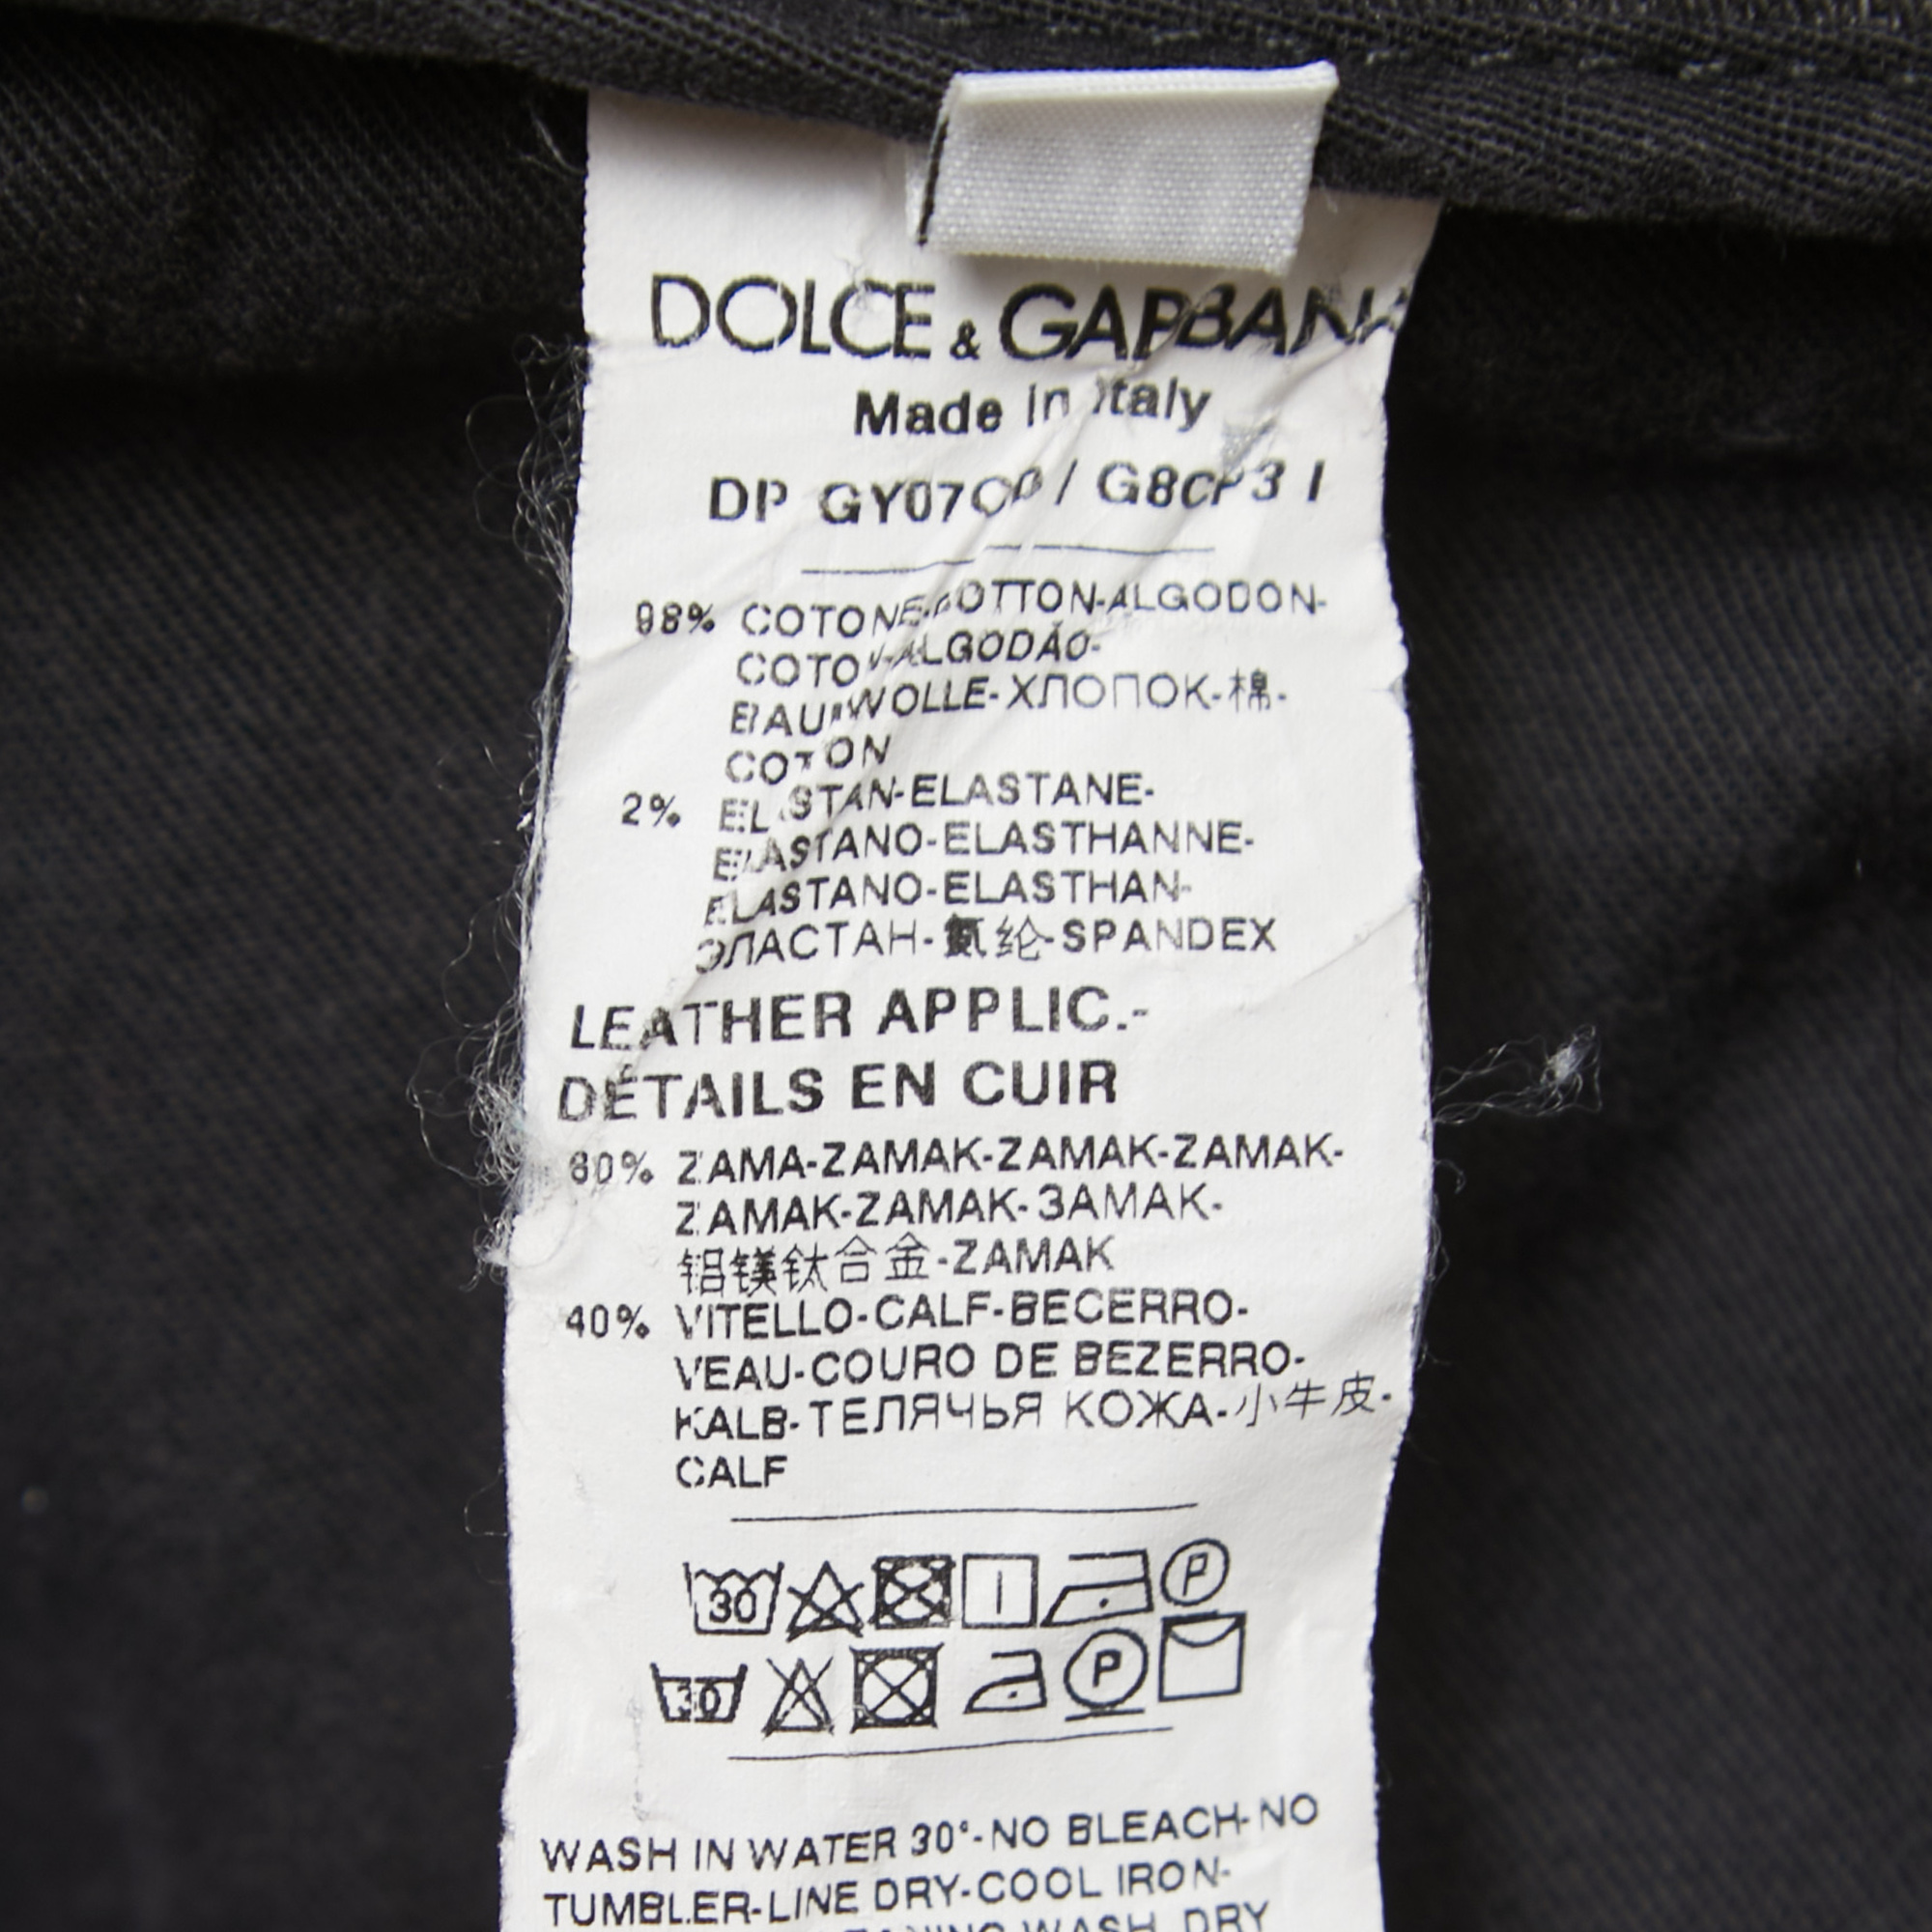 DOLCE & GABBANA
Made in Italy
DP
98% COTONE-COTTON-ALGODON-
COTON-ALGODÃO-
BAUMWOLLE-ХЛОПОК-棉-
COTON
2% ELASTAN-ELASTANE-
ELASTANO-ELASTHANNE-
ELASTANO-ELASTHAN-
ЭЛАСТАН-氨纶-SPANDEX
LEATHER APPLIC.-
DÉTAILS EN CUIR
60% ZAMA-ZAMAK-ZAMAK-ZAMAK-
ZAMAK-ZAMAK-ЗАМАК-
铝镁钛合金-ZAMAK
40% VITELLO-CALF-BECERRO-
VEAU-COURO DE BEZERRO-
KALB-ТЕЛЯЧЬЯ КОЖА-小牛皮-
CALF
30 P
30 P
WASH IN WATER 30°-NO BLEACH-NO
TUMBLER-LINE DRY-COOL IRON-
WASH DRY